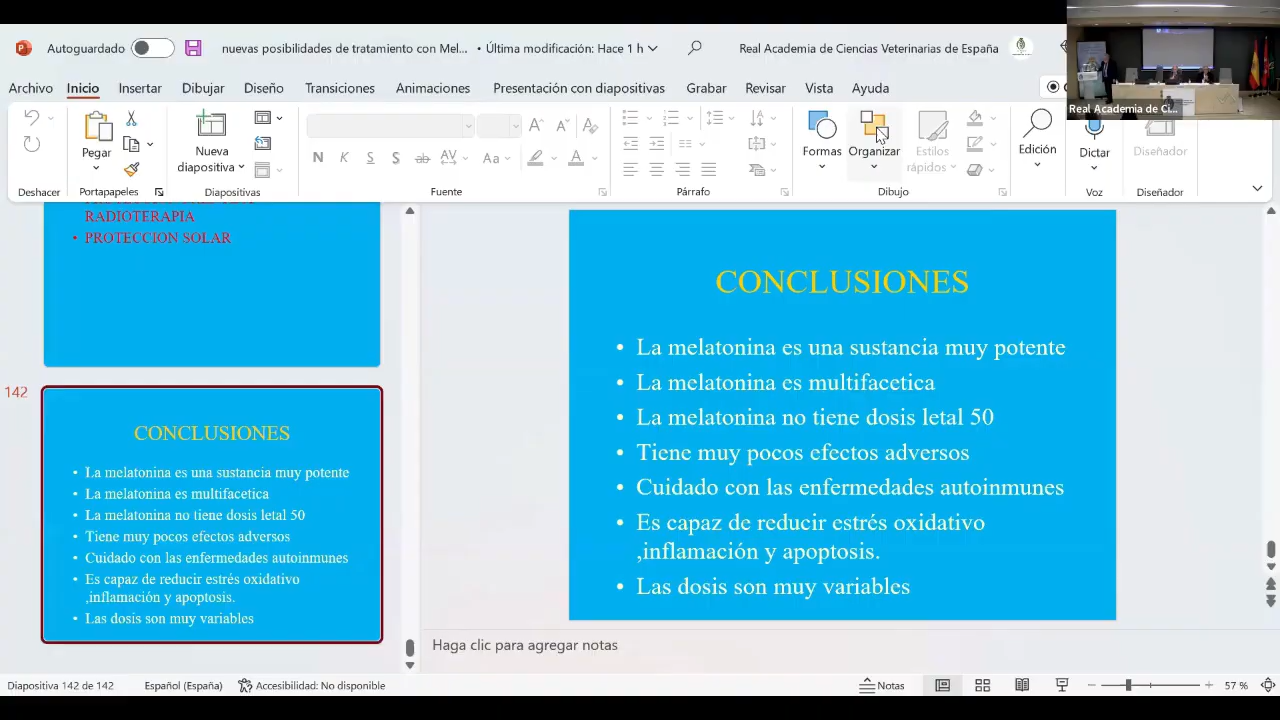 Autoguardado
nuevas posibilidades de tratamiento con Mel... • Última modificación: Hace 1 h
Real Academia de Ciencias Veterinarias de España
Archivo Inicio Insertar Dibujar Diseño Transiciones Animaciones Presentación con diapositivas Grabar Revisar Vista Ayuda
Real Academia de Ci...
Pegar
Nueva
diapositiva
N K S S ab AV Aa A
Formas
Organizar
Estilos
rápidos
Edición
Dictar
Diseñador
Deshacer Portapapeles Diapositivas Fuente Párrafo Dibujo Voz Diseñador
RADIOTERAPIA
• PROTECCION SOLAR
142
CONCLUSIONES
• La melatonina es una sustancia muy potente
• La melatonina es multifacetica
• La melatonina no tiene dosis letal 50
• Tiene muy pocos efectos adversos
• Cuidado con las enfermedades autoinmunes
• Es capaz de reducir estrés oxidativo
,inflamación y apoptosis.
• Las dosis son muy variables
CONCLUSIONES
• La melatonina es una sustancia muy potente
• La melatonina es multifacetica
• La melatonina no tiene dosis letal 50
• Tiene muy pocos efectos adversos
• Cuidado con las enfermedades autoinmunes
• Es capaz de reducir estrés oxidativo
,inflamación y apoptosis.
• Las dosis son muy variables
Haga clic para agregar notas
Diapositiva 142 de 142 Español (España) Accesibilidad: No disponible Notas 57 %